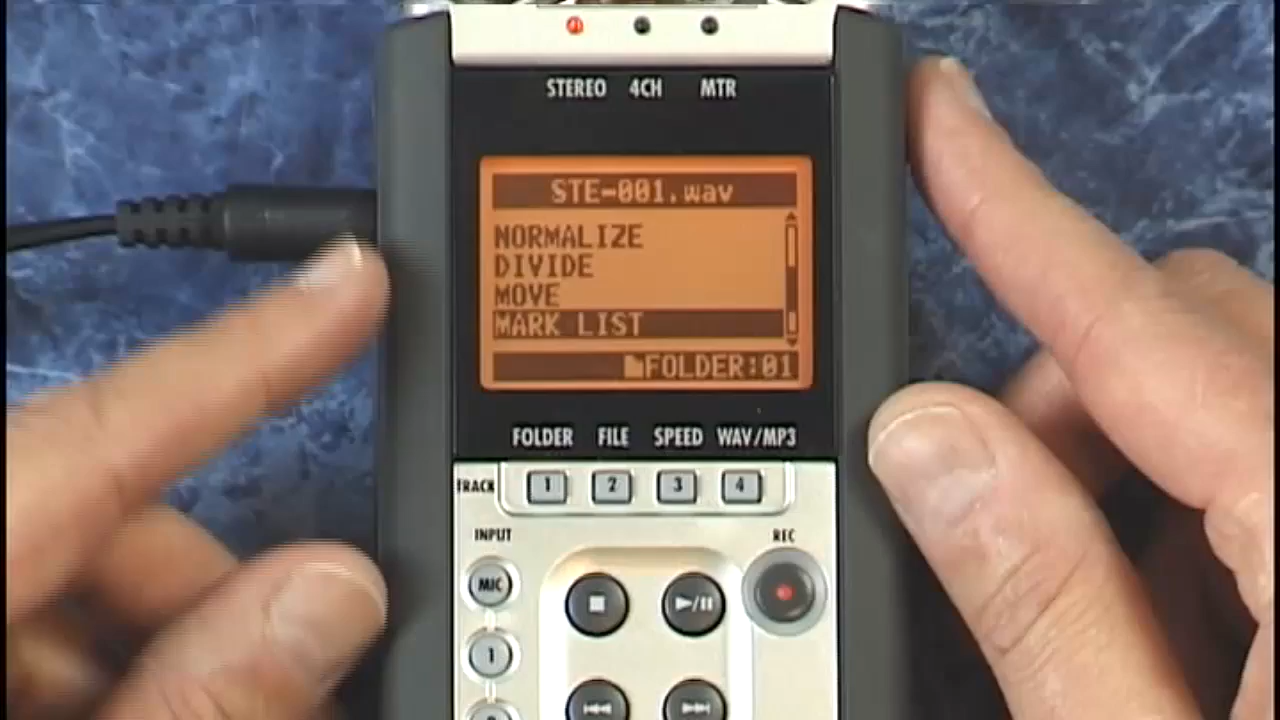 STEREO 4CH MTR
STE-001.wav
NORMALIZE
DIVIDE
MOVE
MARK LIST
FOLDER:01
FOLDER FILE SPEED WAV/MP3
TRACK 1 2 3 4
INPUT REC
MIC
1